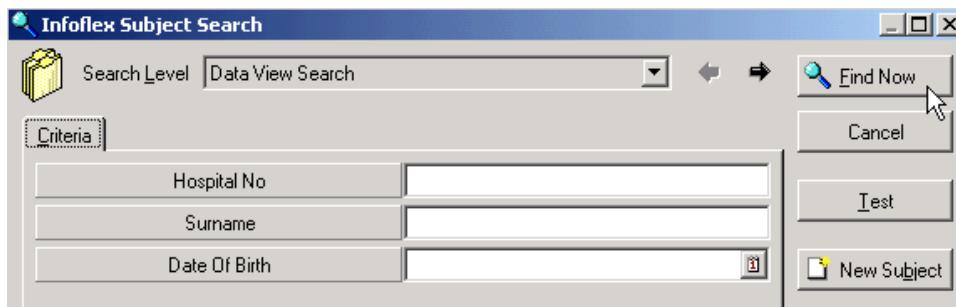 Infoflex Subject Search
Search Level Data View Search
Find Now
Criteria
Cancel
Hospital No
Surname
Test
Date Of Birth
1
New Subject